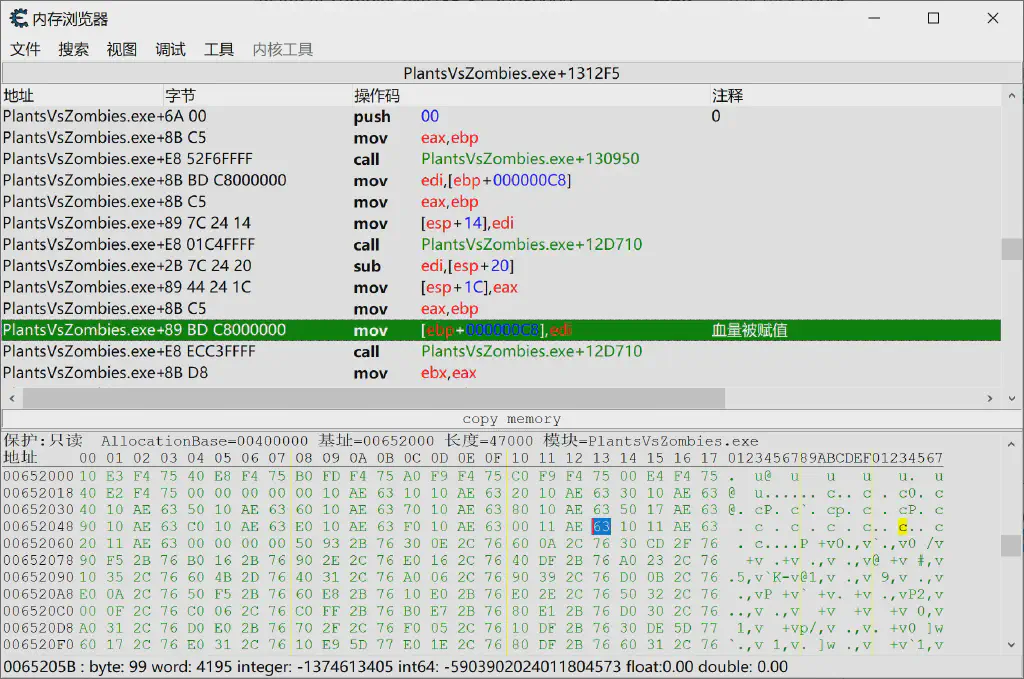 内存浏览器
文件 搜索 视图 调试 工具 内核工具
PlantsVsZombies.exe+1312F5
地址 字节 操作码 注释
PlantsVsZombies.exe+6A 00 push 00 0
PlantsVsZombies.exe+8B C5 mov eax,ebp
PlantsVsZombies.exe+E8 52F6FFFF call PlantsVsZombies.exe+130950
PlantsVsZombies.exe+8B BD C8000000 mov edi,[ebp+000000C8]
PlantsVsZombies.exe+8B C5 mov eax,ebp
PlantsVsZombies.exe+89 7C 24 14 mov [esp+14],edi
PlantsVsZombies.exe+E8 01C4FFFF call PlantsVsZombies.exe+12D710
PlantsVsZombies.exe+2B 7C 24 20 sub edi,[esp+20]
PlantsVsZombies.exe+89 44 24 1C mov [esp+1C],eax
PlantsVsZombies.exe+8B C5 mov eax,ebp
PlantsVsZombies.exe+89 BD C8000000 mov [ebp+000000C8],edi 血量被赋值
PlantsVsZombies.exe+E8 ECC3FFFF call PlantsVsZombies.exe+12D710
PlantsVsZombies.exe+8B D8 mov ebx,eax
copy memory
保护:只读 AllocationBase=00400000 基址=00652000 长度=47000 模块=PlantsVsZombies.exe
地址 00 01 02 03 04 05 06 07 08 09 0A 0B 0C 0D 0E 0F 10 11 12 13 14 15 16 17 0123456789ABCDEF01234567
00652000 10 E3 F4 75 40 E8 F4 75 B0 FD F4 75 A0 F9 F4 75 C0 F9 F4 75 00 E4 F4 75 . u@ u u u u. u
00652018 40 E2 F4 75 00 00 00 00 00 10 AE 63 10 10 AE 63 20 10 AE 63 30 10 AE 63 @ u..... c.. c . c0. c
00652030 40 10 AE 63 50 10 AE 63 60 10 AE 63 70 10 AE 63 80 10 AE 63 50 17 AE 63 @. cP. c`. cp. c . cP. c
00652048 90 10 AE 63 C0 10 AE 63 E0 10 AE 63 F0 10 AE 63 00 11 AE 63 10 11 AE 63 . c . c . c . c.. c.. c
00652060 20 11 AE 63 00 00 00 00 50 93 2B 76 30 0E 2C 76 60 0A 2C 76 30 CD 2F 76 . c....P +v0.,v`.,v0 /v
00652078 90 F5 2B 76 B0 16 2B 76 90 2E 2C 76 E0 16 2C 76 40 DF 2B 76 A0 23 2C 76 +v .+v .,v .,v@ +v #,v
00652090 10 35 2C 76 60 4B 2D 76 40 31 2C 76 A0 06 2C 76 90 39 2C 76 D0 0B 2C 76 .5,v`K-v@1,v .,v 9,v .,v
006520A8 E0 0A 2C 76 50 F5 2B 76 60 E8 2B 76 10 E0 2B 76 E0 2E 2C 76 50 32 2C 76 .,vP +v` +v. +v .,vP2,v
006520C0 00 0F 2C 76 C0 06 2C 76 C0 FF 2B 76 B0 E7 2B 76 80 E1 2B 76 D0 30 2C 76 ..,v .,v +v +v +v 0,v
006520D8 A0 31 2C 76 D0 E0 2B 76 70 2F 2C 76 F0 05 2C 76 10 DF 2B 76 30 DE 5D 77 1,v +vp/,v .,v. +v0 ]w
006520F0 60 17 2C 76 E0 31 2C 76 10 E9 5D 77 E0 1E 2C 76 80 DF 2B 76 60 31 2C 76 `.,v 1,v. ]w .,v +v`1,v
0065205B : byte: 99 word: 4195 integer: -1374613405 int64: -5903902024011804573 float:0.00 double: 0.00